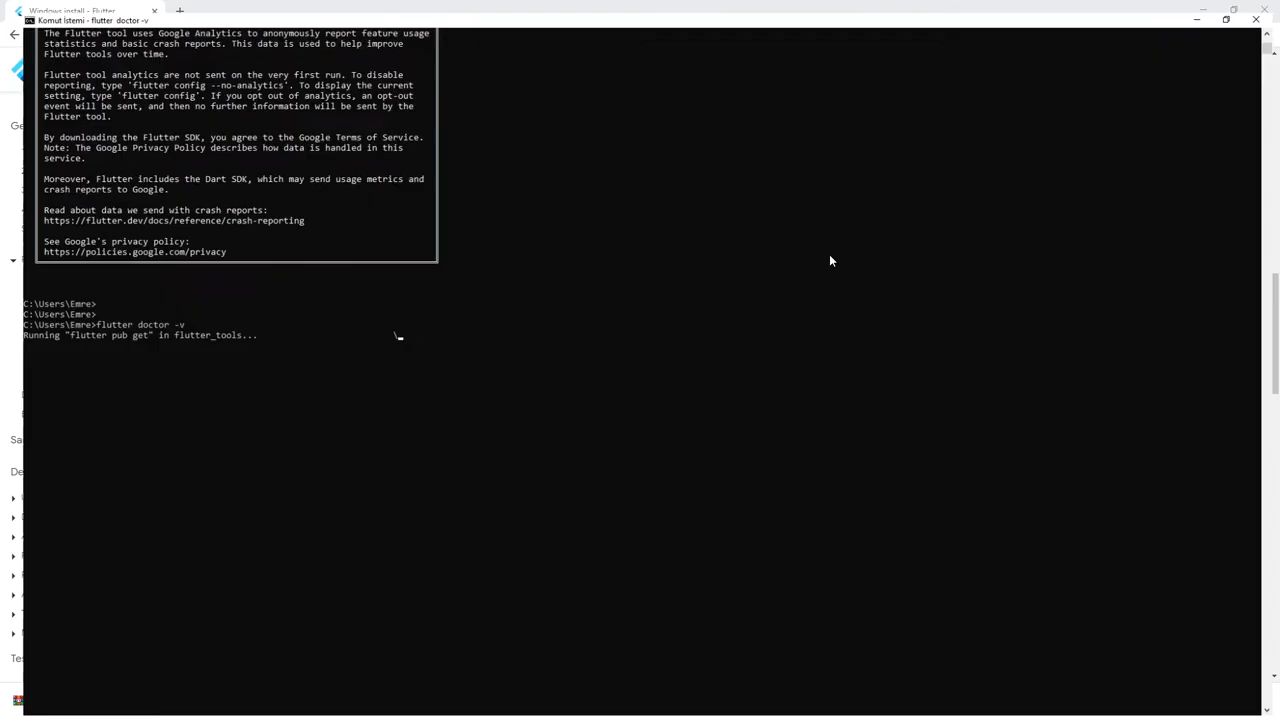 Windows install - Flutter
Komut İstemi - flutter doctor -v
The Flutter tool uses Google Analytics to anonymously report feature usage
statistics and basic crash reports. This data is used to help improve
Flutter tools over time.
Flutter tool analytics are not sent on the very first run. To disable
reporting, type 'flutter config --no-analytics'. To display the current
setting, type 'flutter config'. If you opt out of analytics, an opt-out
event will be sent, and then no further information will be sent by the
Flutter tool.
By downloading the Flutter SDK, you agree to the Google Terms of Service.
Note: The Google Privacy Policy describes how data is handled in this
service.
Moreover, Flutter includes the Dart SDK, which may send usage metrics and
crash reports to Google.
Read about data we send with crash reports:
https://flutter.dev/docs/reference/crash-reporting
See Google's privacy policy:
https://policies.google.com/privacy
C:\Users\Emre>
C:\Users\Emre>
C:\Users\Emre>flutter doctor -v
Running "flutter pub get" in flutter_tools... \
Ge
Sa
De
Tes